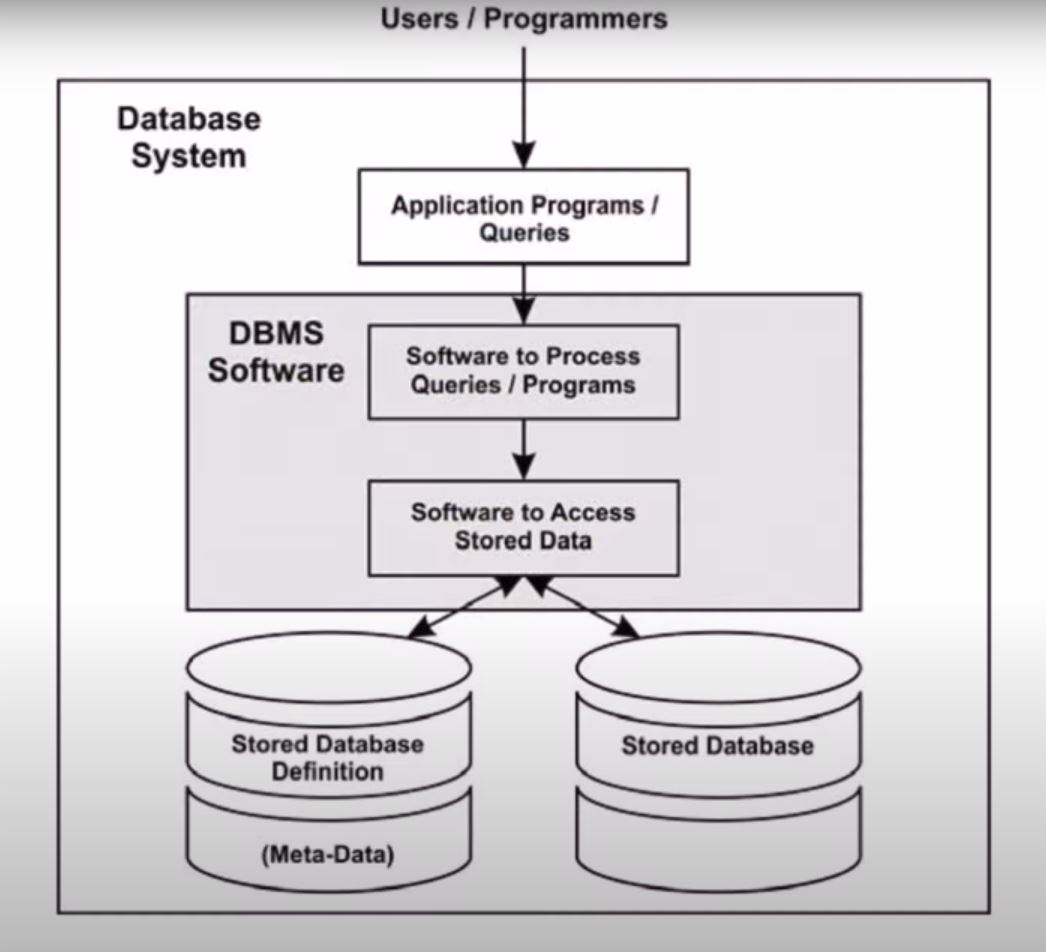 Users / Programmers
Database
System
Application Programs /
Queries
DBMS
Software
Software to Process
Queries / Programs
Software to Access
Stored Data
Stored Database
Definition
(Meta-Data)
Stored Database